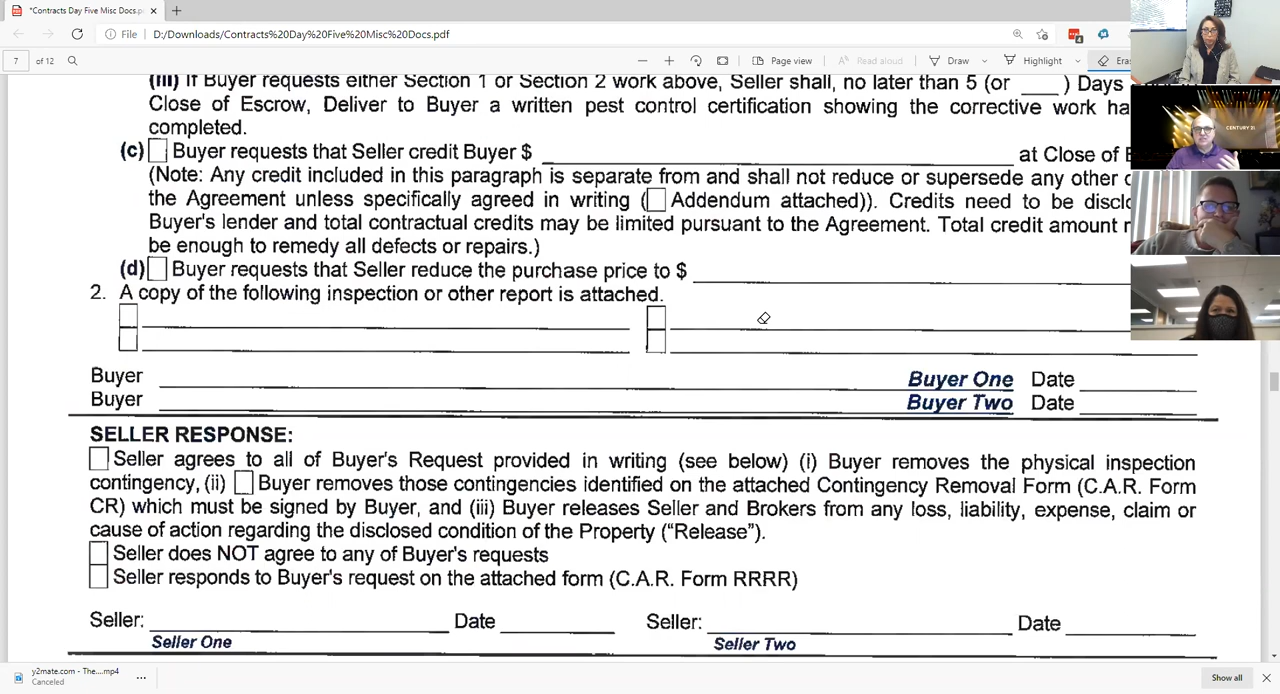 *Contracts Day Five Misc Docs.p
File
D:/Downloads/Contracts%20Day%20Five%20Misc%20Docs.pdf
7 of 12
Page view
Read aloud
Draw
Highlight
Eras
(iii) If Buyer requests either Section 1 or Section 2 work above, Seller shall, no later than 5 (or ____ ) Days
Close of Escrow, Deliver to Buyer a written pest control certification showing the corrective work ha
completed.
(c) Buyer requests that Seller credit Buyer $ at Close of E
(Note: Any credit included in this paragraph is separate from and shall not reduce or supersede any other c
the Agreement unless specifically agreed in writing ( Addendum attached)). Credits need to be disclo
Buyer's lender and total contractual credits may be limited pursuant to the Agreement. Total credit amount
be enough to remedy all defects or repairs.)
(d) Buyer requests that Seller reduce the purchase price to $
2. A copy of the following inspection or other report is attached.
Buyer Buyer One Date
Buyer Buyer Two Date
SELLER RESPONSE:
Seller agrees to all of Buyer's Request provided in writing (see below) (i) Buyer removes the physical inspection
contingency, (ii) Buyer removes those contingencies identified on the attached Contingency Removal Form (C.A.R. Form
CR) which must be signed by Buyer, and (iii) Buyer releases Seller and Brokers from any loss, liability, expense, claim or
cause of action regarding the disclosed condition of the Property ("Release").
Seller does NOT agree to any of Buyer's requests
Seller responds to Buyer's request on the attached form (C.A.R. Form RRRR)
Seller: Date Seller: Date
Seller One Seller Two
CENTURY 21
y2mate.com - The....mp4
Canceled
Show all